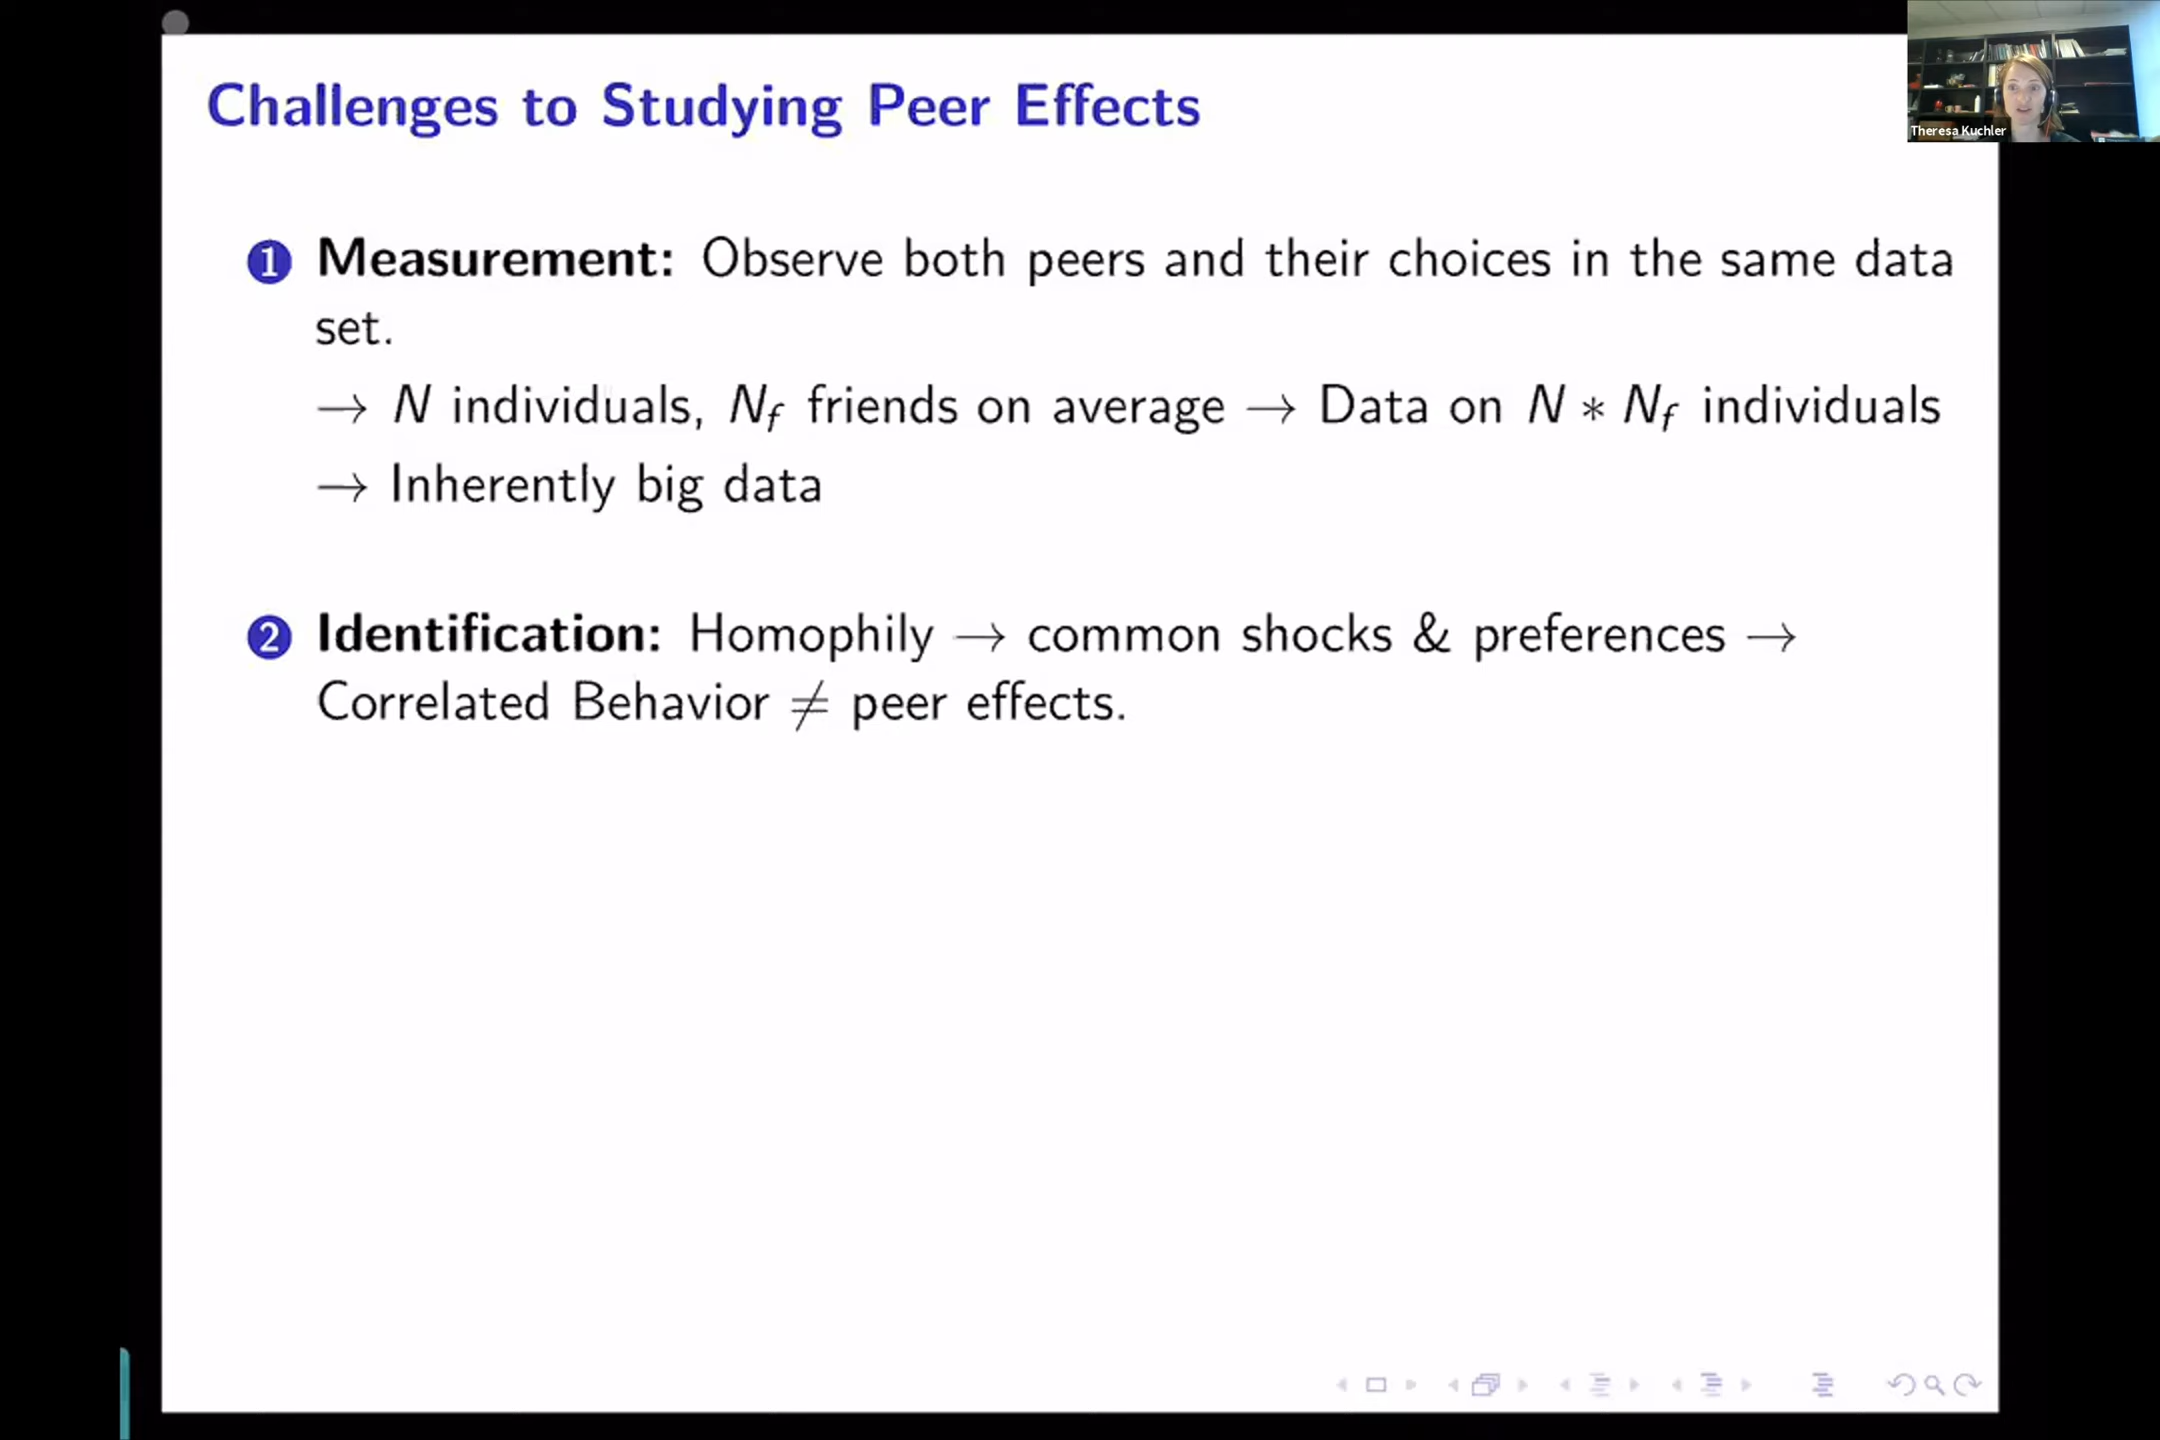 Challenges to Studying Peer Effects
Theresa Kuchler
1 Measurement: Observe both peers and their choices in the same data
set.
→ N individuals, N_f friends on average → Data on N * N_f individuals
→ Inherently big data
2 Identification: Homophily → common shocks & preferences →
Correlated Behavior ≠ peer effects.